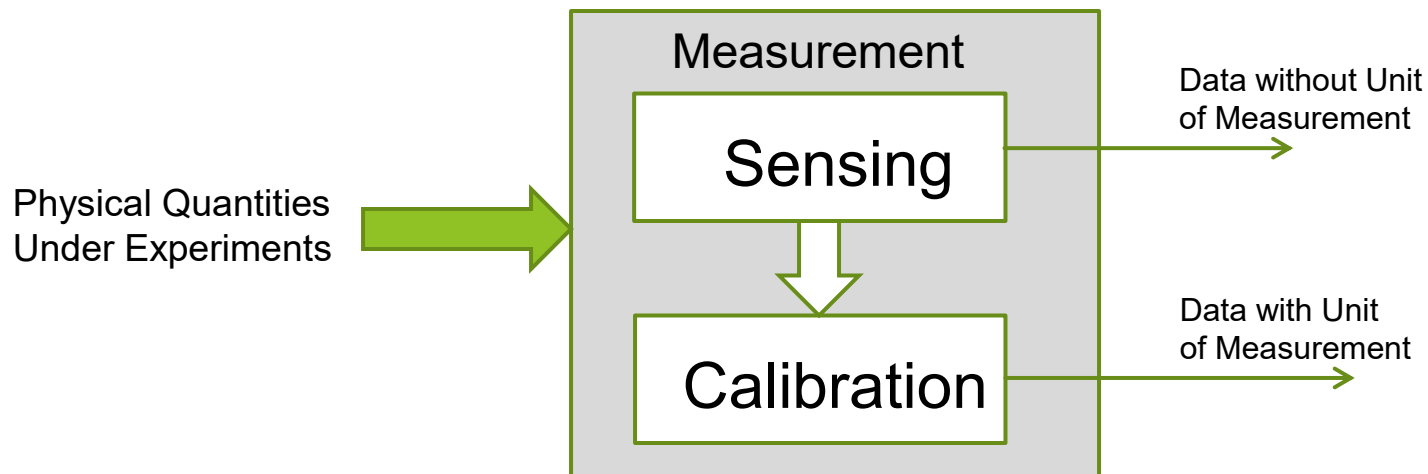 Measurement
Data without Unit
of Measurement
Sensing
Physical Quantities
Under Experiments
Data with Unit
of Measurement
Calibration